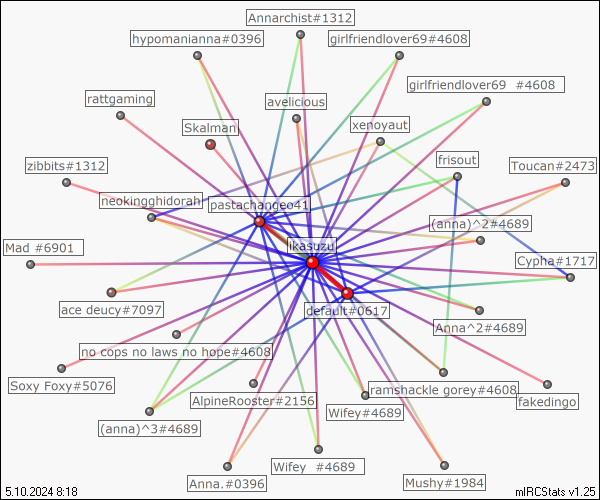 Annarchist#1312
hypomanianna#0396
girlfriendlover69#4608
girlfriendlover69  #4608
rattgaming
avelicious
xenoyaut
Skalman
frisout
zibbits#1312
Toucan#2473
neokingghidorah
pastachangeo41
(anna)^2#4689
Mad #6901
ikasuzu
Cypha#1717
ace deucy#7097
default#0617
Anna^2#4689
no cops no laws no hope#4608
Soxy Foxy#5076
ramshackle gorey#4608
AlpineRooster#2156
fakedingo
(anna)^3#4689
Wifey#4689
Wifey  #4689
Anna.#0396
Mushy#1984
5.10.2024 8:18
mIRCStats v1.25